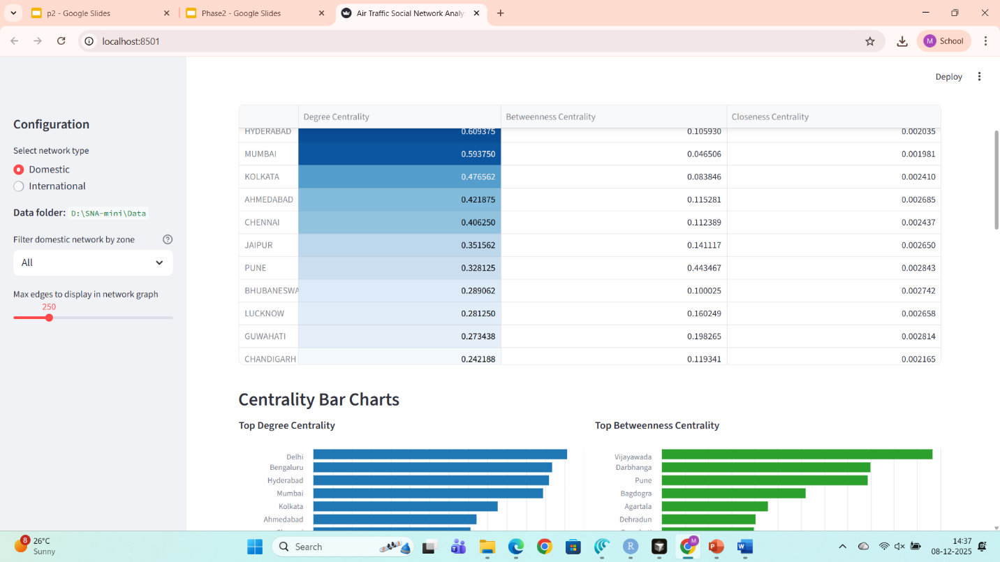 p2 - Google Slides
Phase2 - Google Slides
Air Traffic Social Network Analy
localhost:8501
M School
Deploy
Configuration
Select network type
Domestic
International
Data folder: D:\SNA-mini\Data
Filter domestic network by zone
All
Max edges to display in network graph
250
Degree Centrality Betweenness Centrality Closeness Centrality
HYDERABAD 0.609375 0.105930 0.002035
MUMBAI 0.593750 0.046506 0.001981
KOLKATA 0.476562 0.083846 0.002410
AHMEDABAD 0.421875 0.115281 0.002685
CHENNAI 0.406250 0.112389 0.002437
JAIPUR 0.351562 0.141117 0.002650
PUNE 0.328125 0.443467 0.002843
BHUBANESWA 0.289062 0.100025 0.002742
LUCKNOW 0.281250 0.160249 0.002658
GUWAHATI 0.273438 0.198265 0.002814
CHANDIGARH 0.242188 0.119341 0.002165
Centrality Bar Charts
Top Degree Centrality
Delhi
Bengaluru
Hyderabad
Mumbai
Kolkata
Ahmedabad
Top Betweenness Centrality
Vijayawada
Darbhanga
Pune
Bagdogra
Agartala
Dehradun
8
26°C
Sunny
Search
14:37
08-12-2025